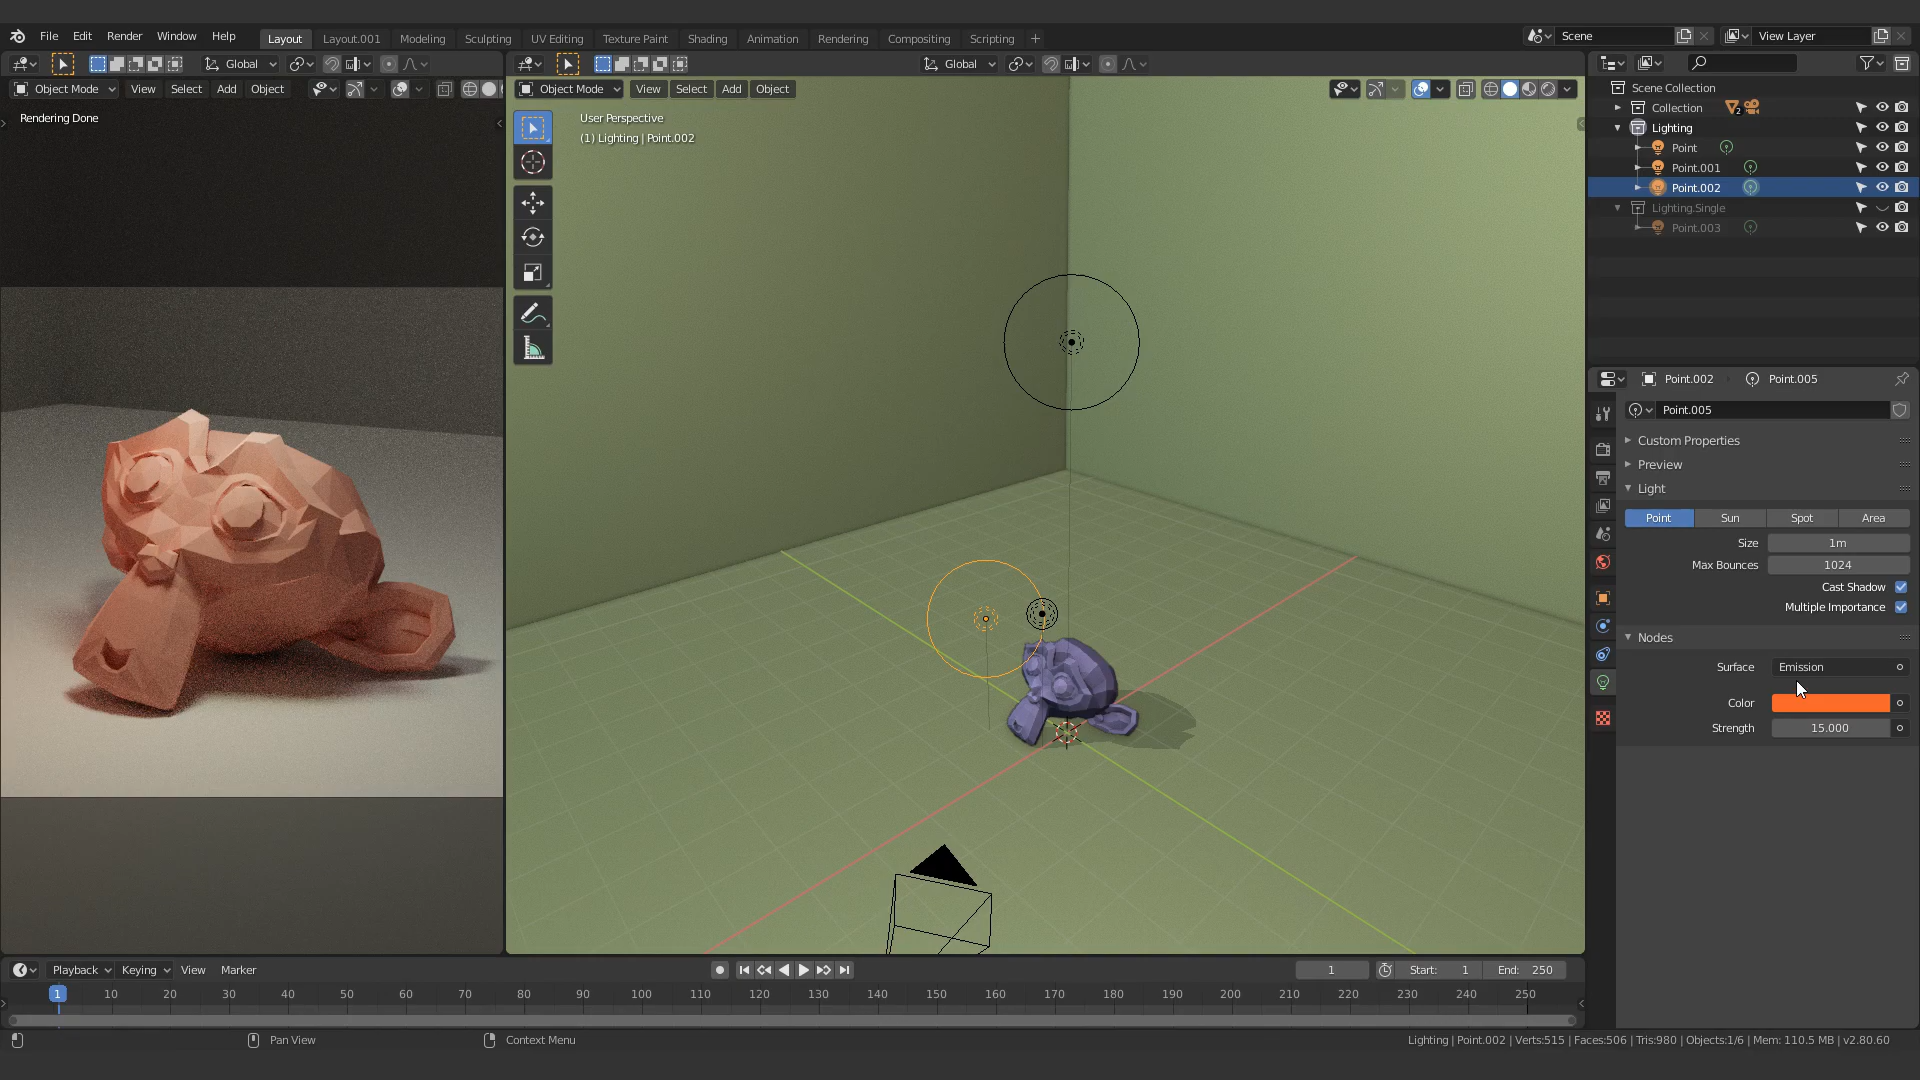 File Edit Render Window Help Layout Layout.001 Modeling Sculpting UV Editing Texture Paint Shading Animation Rendering Compositing Scripting + Scene View Layer
Global Global
Object Mode View Select Add Object Object Mode View Select Add Object
Rendering Done
User Perspective
(1) Lighting | Point.002
Scene Collection
Collection 2
Lighting
Point
Point.001
Point.002
Lighting.Single
Point.003
Point.002 Point.005
Point.005
Custom Properties
Preview
Light
Point Sun Spot Area
Size 1m
Max Bounces 1024
Cast Shadow
Multiple Importance
Nodes
Surface Emission
Color
Strength 15.000
Playback Keying View Marker 1 Start: 1 End: 250
1 10 20 30 40 50 60 70 80 90 100 110 120 130 140 150 160 170 180 190 200 210 220 230 240 250
Pan View Context Menu Lighting | Point.002 | Verts:515 | Faces:506 | Tris:980 | Objects:1/6 | Mem: 110.5 MB | v2.80.60